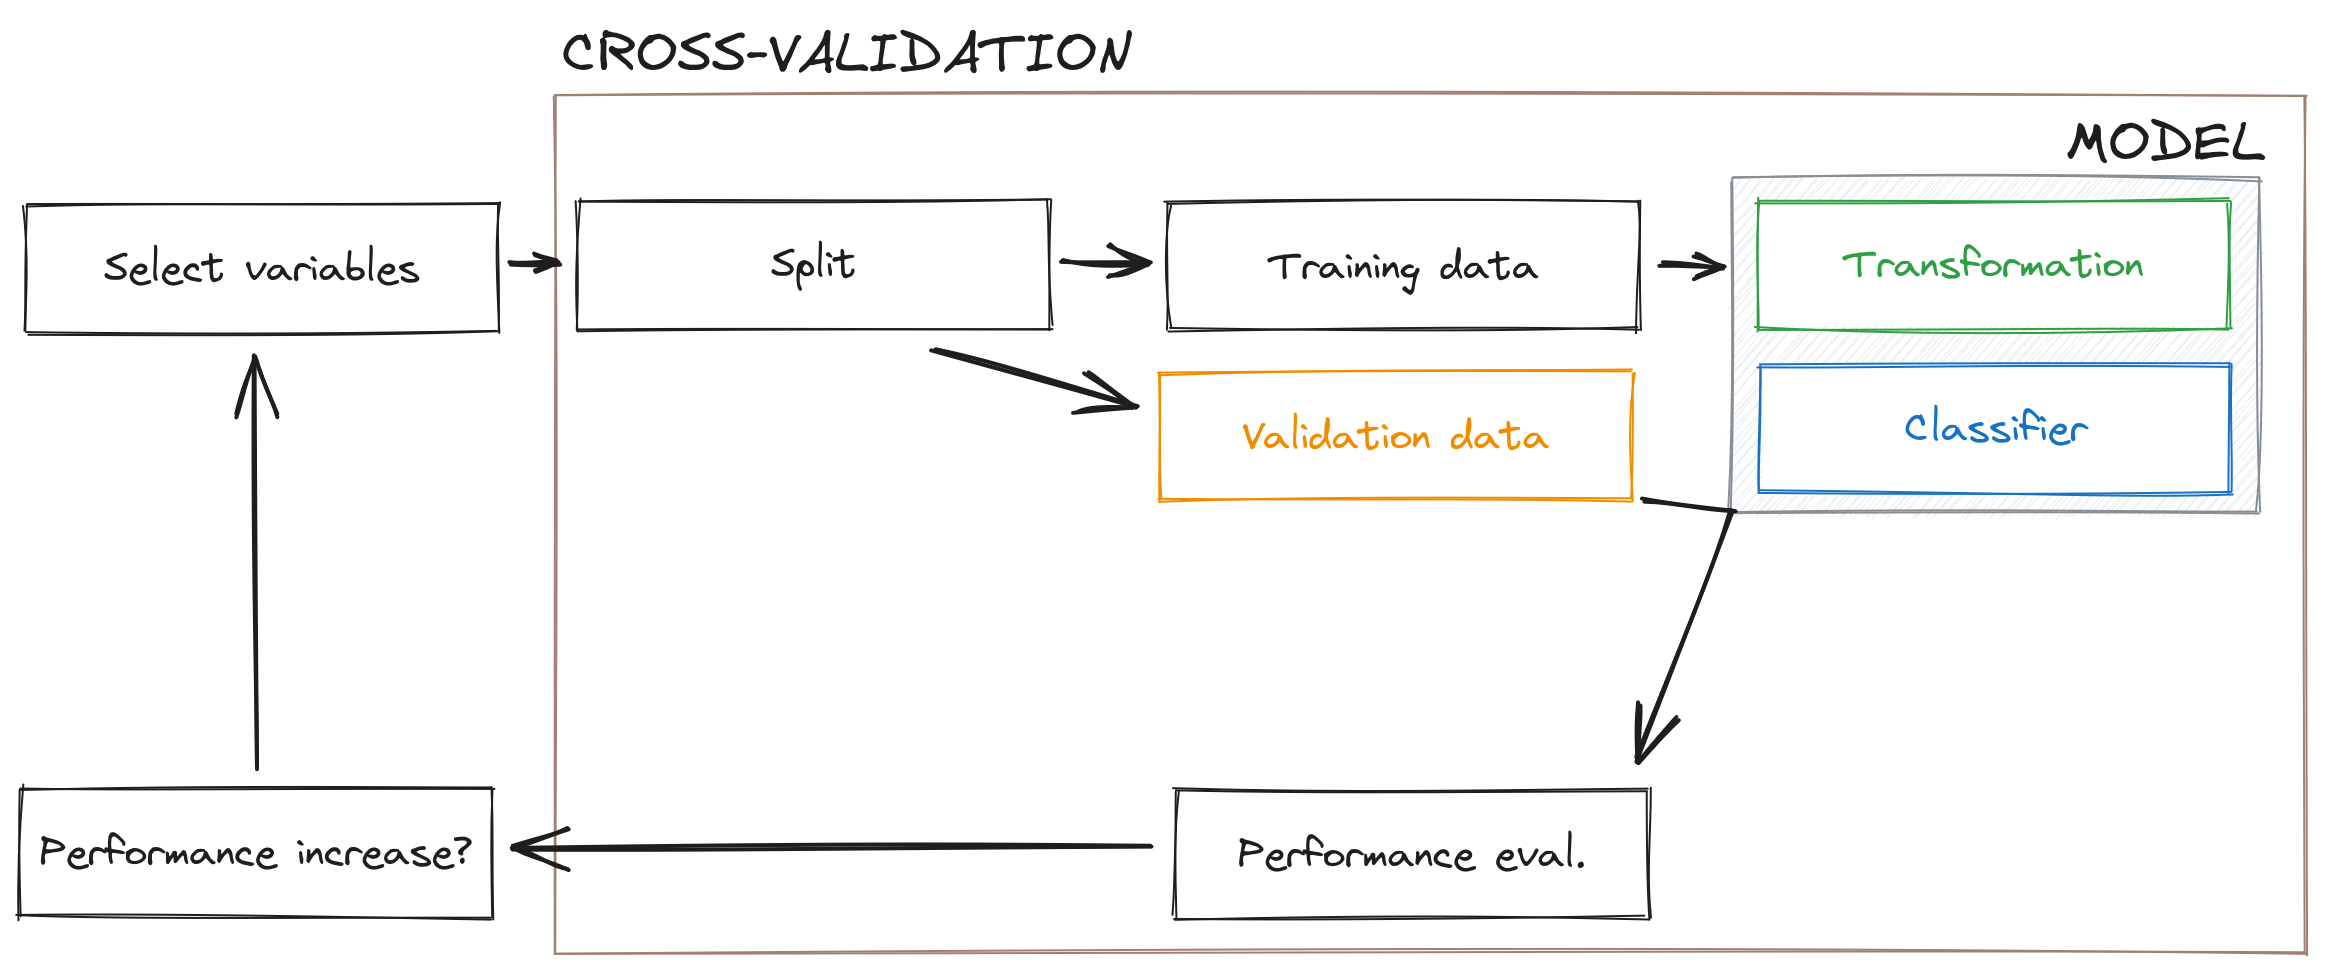 CROSS-VALIDATION
MODEL
Select variables
Split
Training data
Transformation
Validation data
Classifier
Performance increase?
Performance eval.